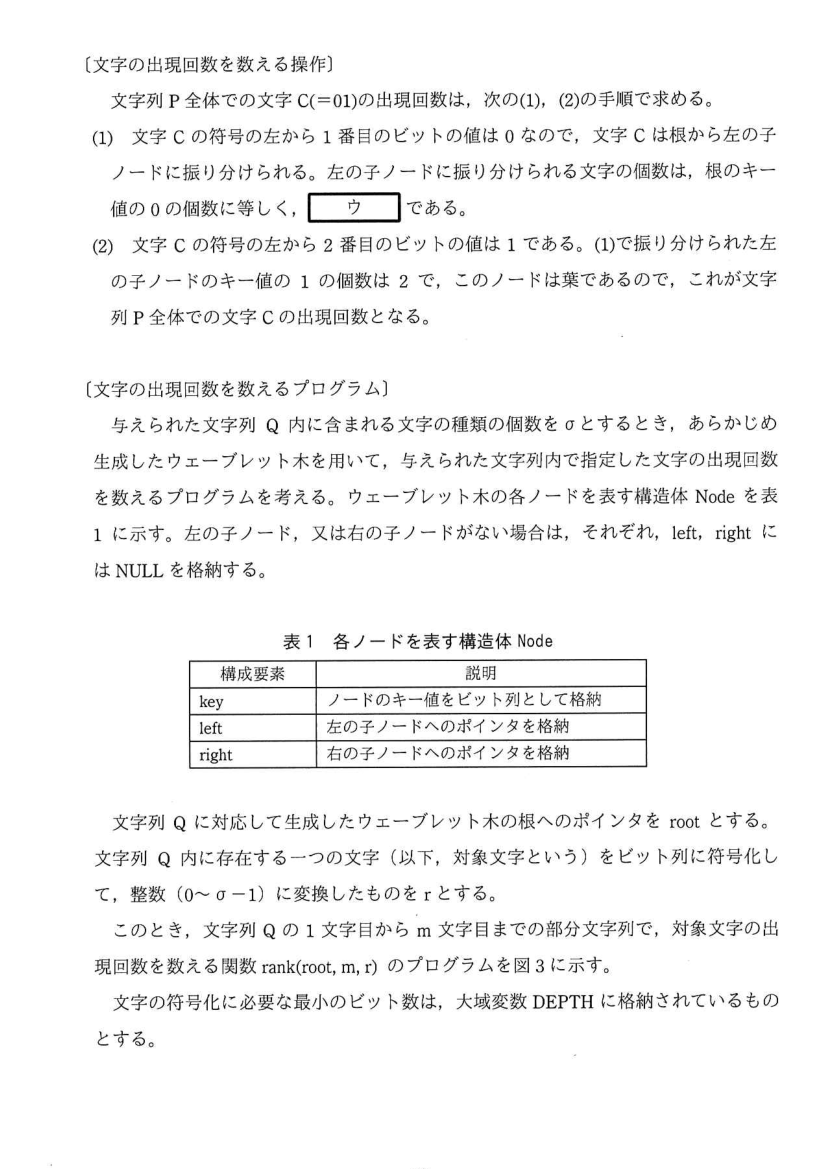 〔文字の出現回数を数える操作〕
文字列 P 全体での文字 C(=01)の出現回数は，次の(1)，(2)の手順で求める。
(1) 文字 C の符号の左から 1 番目のビットの値は 0 なので，文字 C は根から左の子
ノードに振り分けられる。左の子ノードに振り分けられる文字の個数は，根のキー
値の 0 の個数に等しく， ウ である。
(2) 文字 C の符号の左から 2 番目のビットの値は 1 である。(1)で振り分けられた左
の子ノードのキー値の 1 の個数は 2 で，このノードは葉であるので，これが文字
列 P 全体での文字 C の出現回数となる。
〔文字の出現回数を数えるプログラム〕
与えられた文字列 Q 内に含まれる文字の種類の個数を σ とするとき，あらかじめ
生成したウェーブレット木を用いて，与えられた文字列内で指定した文字の出現回数
を数えるプログラムを考える。ウェーブレット木の各ノードを表す構造体 Node を表
1 に示す。左の子ノード，又は右の子ノードがない場合は，それぞれ，left，right に
は NULL を格納する。
表 1 各ノードを表す構造体 Node
構成要素 説明
key ノードのキー値をビット列として格納
left 左の子ノードへのポインタを格納
right 右の子ノードへのポインタを格納
文字列 Q に対応して生成したウェーブレット木の根へのポインタを root とする。
文字列 Q 内に存在する一つの文字（以下，対象文字という）をビット列に符号化し
て，整数（0～σ－1）に変換したものを r とする。
このとき，文字列 Q の 1 文字目から m 文字目までの部分文字列で，対象文字の出
現回数を数える関数 rank(root, m, r) のプログラムを図 3 に示す。
文字の符号化に必要な最小のビット数は，大域変数 DEPTH に格納されているもの
とする。